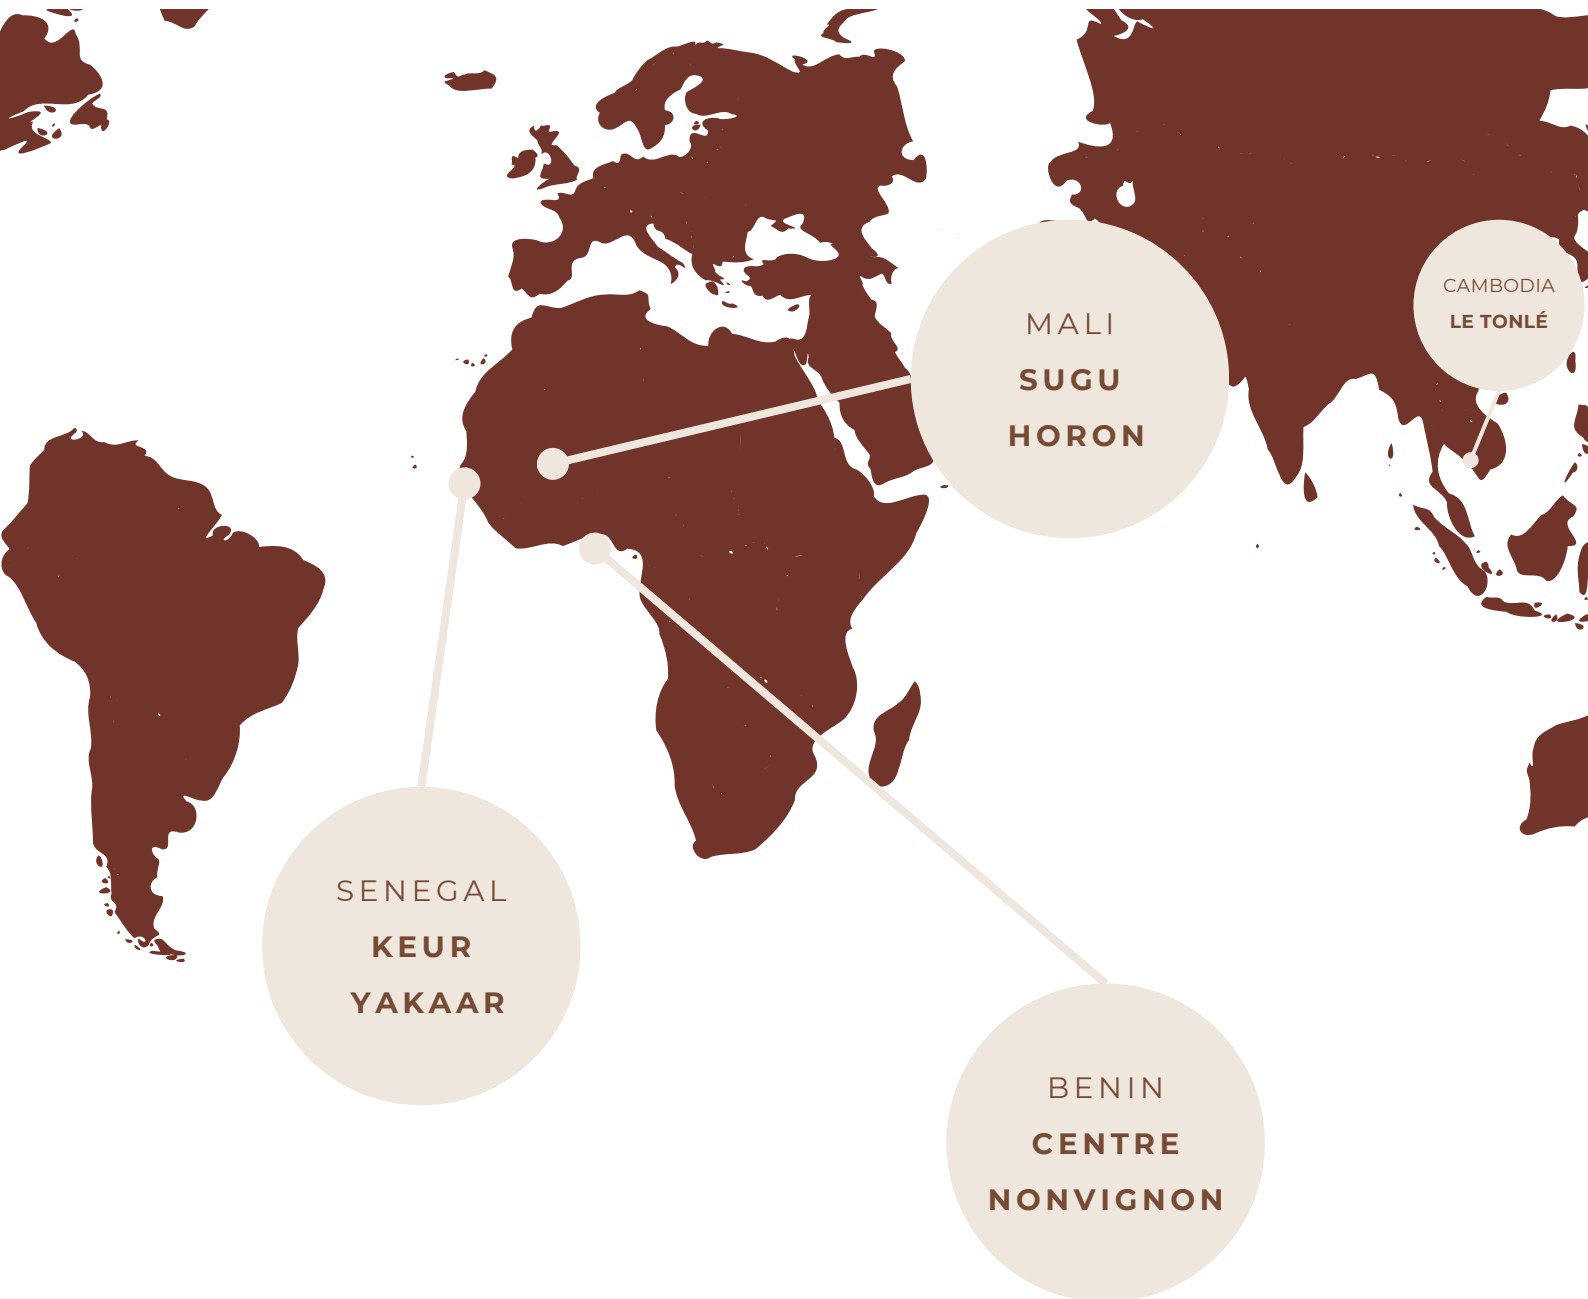 CAMBODIA
LE TONLÉ
MALI
SUGU
HORON
SENEGAL
KEUR
YAKAAR
BENIN
CENTRE
NONVIGNON